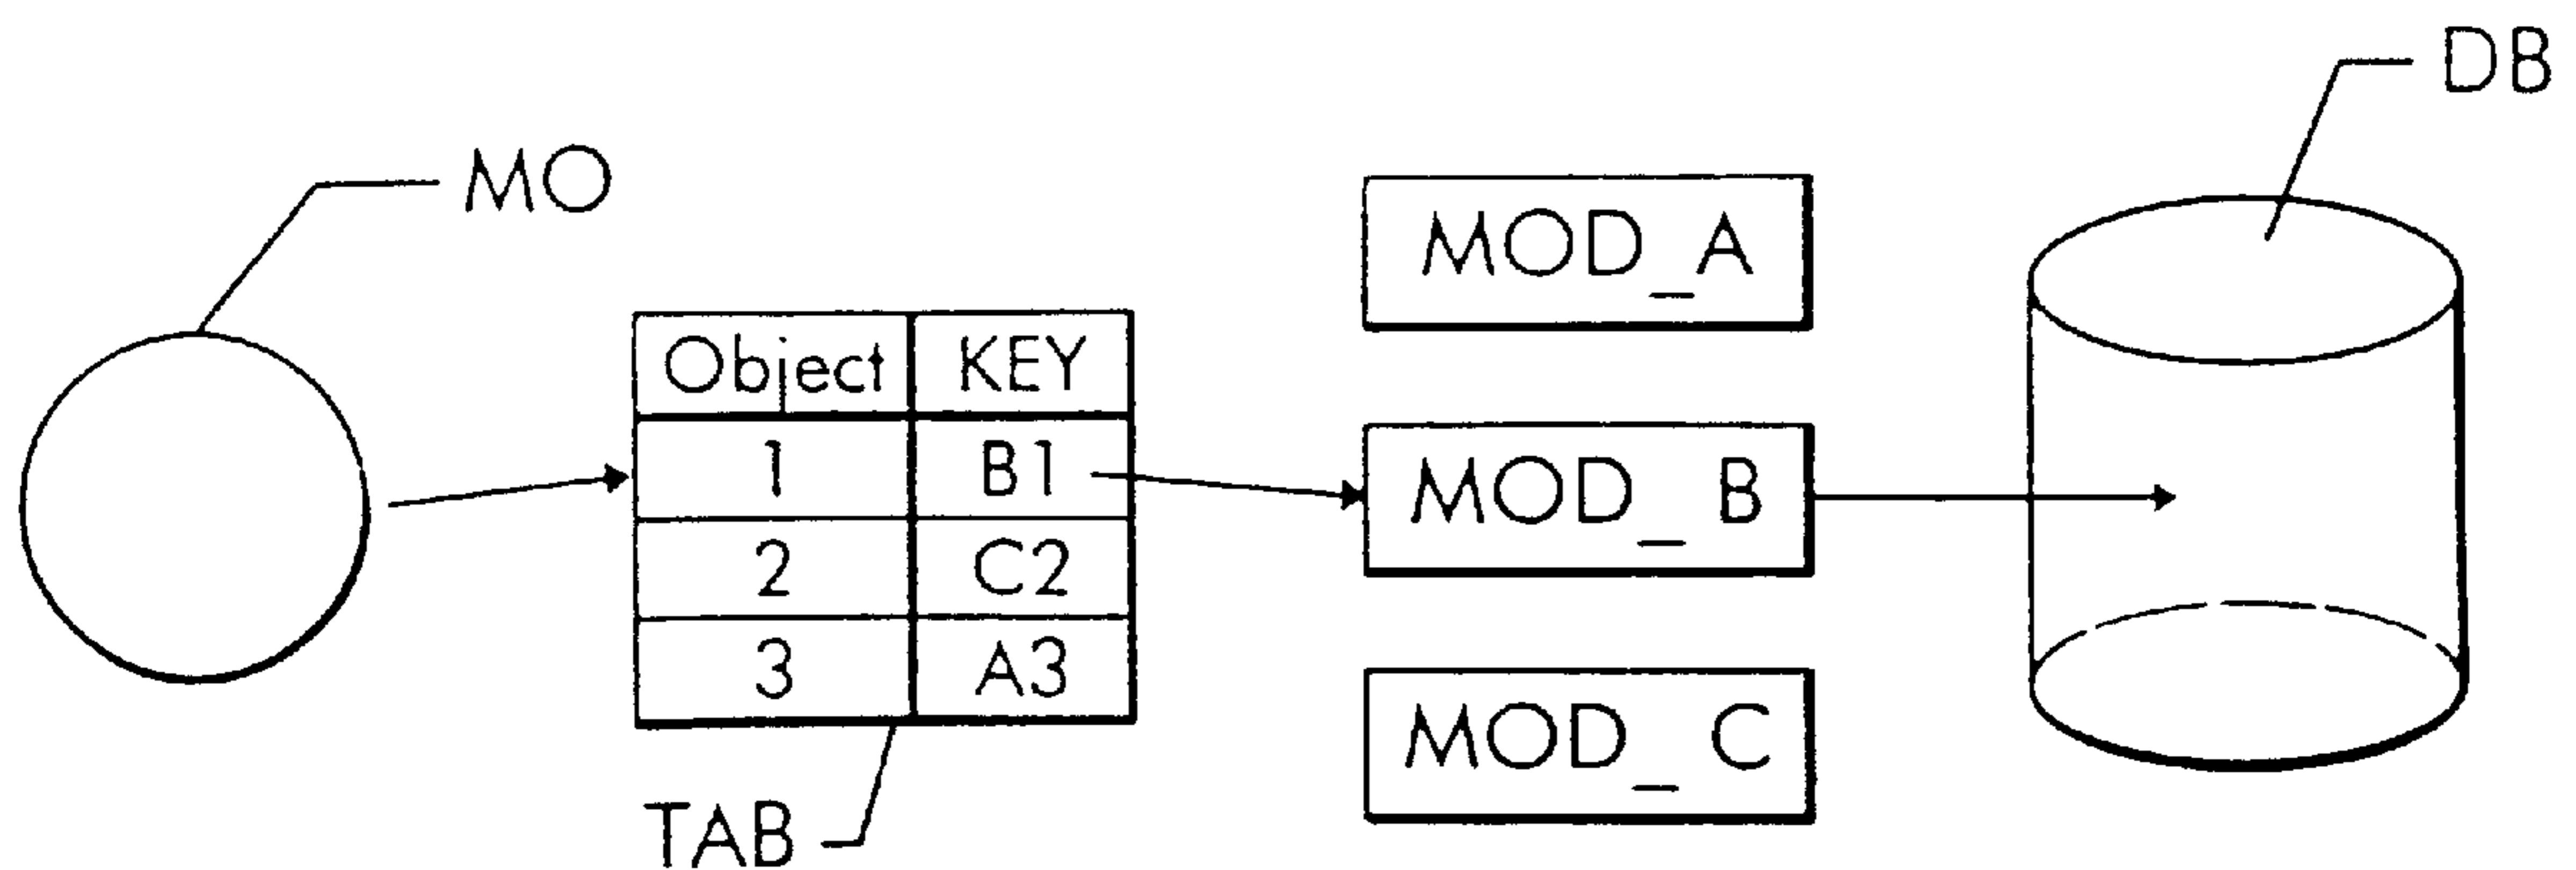 DB
MO
MOD_A
Object KEY
1 B1
MOD_B
2 C2
3 A3
MOD_C
TAB